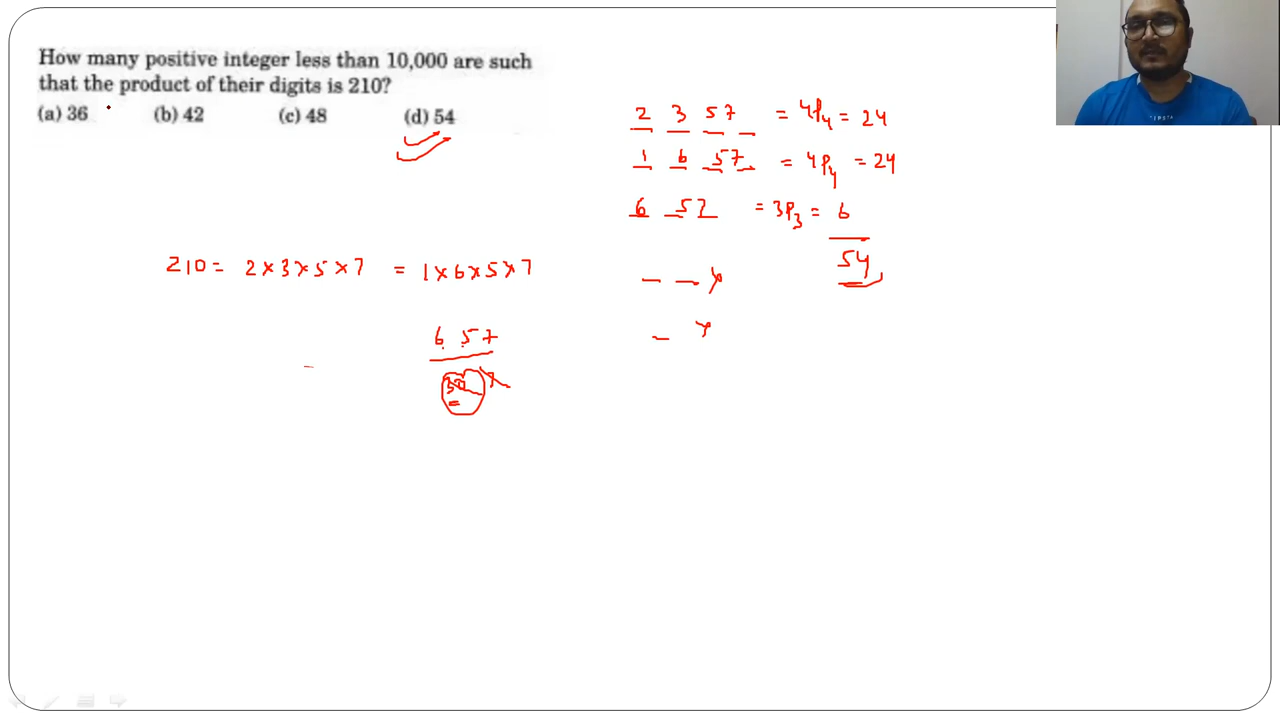 How many positive integer less than 10,000 are such
that the product of their digits is 210?
(a) 36 (b) 42 (c) 48 (d) 54
2 3 5 7 = 4P4 = 24
1 6 5 7 = 4P4 = 24
6 5 7 = 3P3 = 6
54
210 = 2 × 3 × 5 × 7 = 1 × 6 × 5 × 7
6 5 7
30